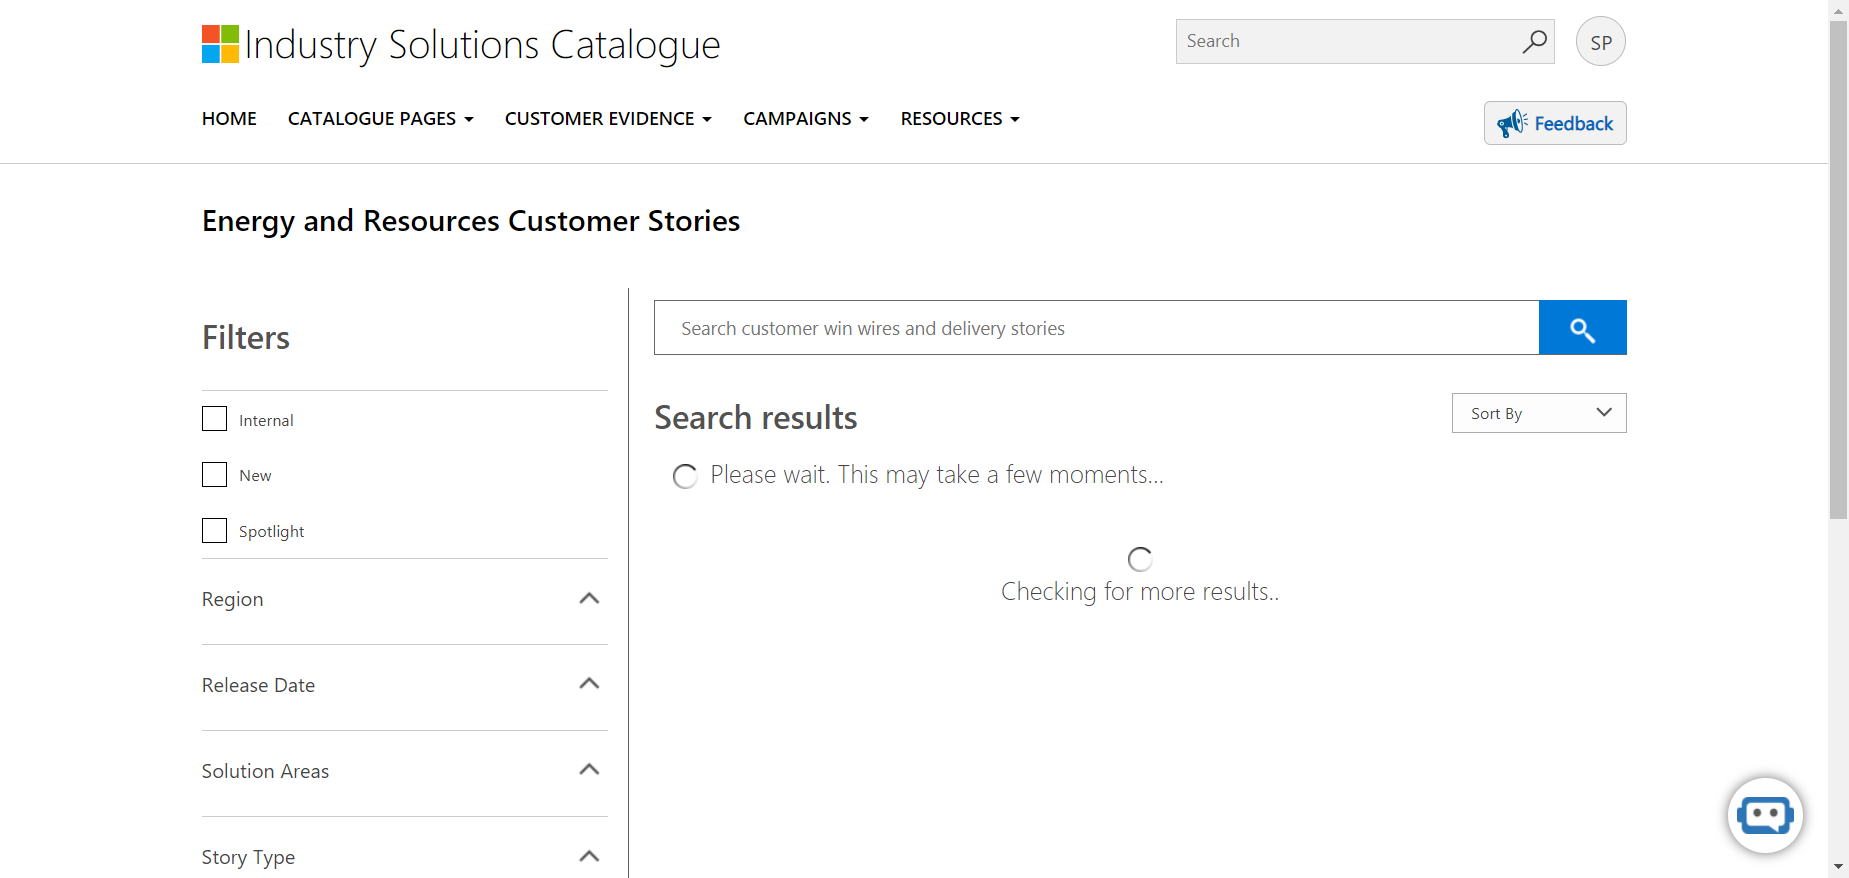 Industry Solutions Catalogue
Search
SP
HOME CATALOGUE PAGES CUSTOMER EVIDENCE CAMPAIGNS RESOURCES
Feedback
Energy and Resources Customer Stories
Filters
Internal
New
Spotlight
Region
Release Date
Solution Areas
Story Type
Search customer win wires and delivery stories
Search results
Sort By
Please wait. This may take a few moments...
Checking for more results..